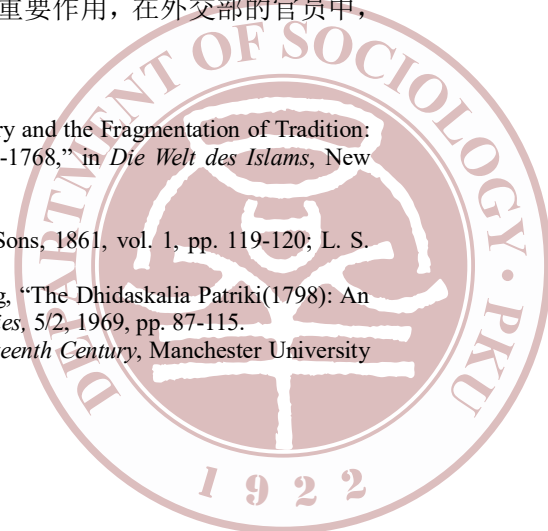 重要作用，在外交部的官员中，
ry and the Fragmentation of Tradition:
-1768,” in Die Welt des Islams, New
Sons, 1861, vol. 1, pp. 119-120; L. S.
g, “The Dhidaskalia Patriki(1798): An
ies, 5/2, 1969, pp. 87-115.
eenth Century, Manchester University
DEPARTMENT OF SOCIOLOGY · PKU
1922